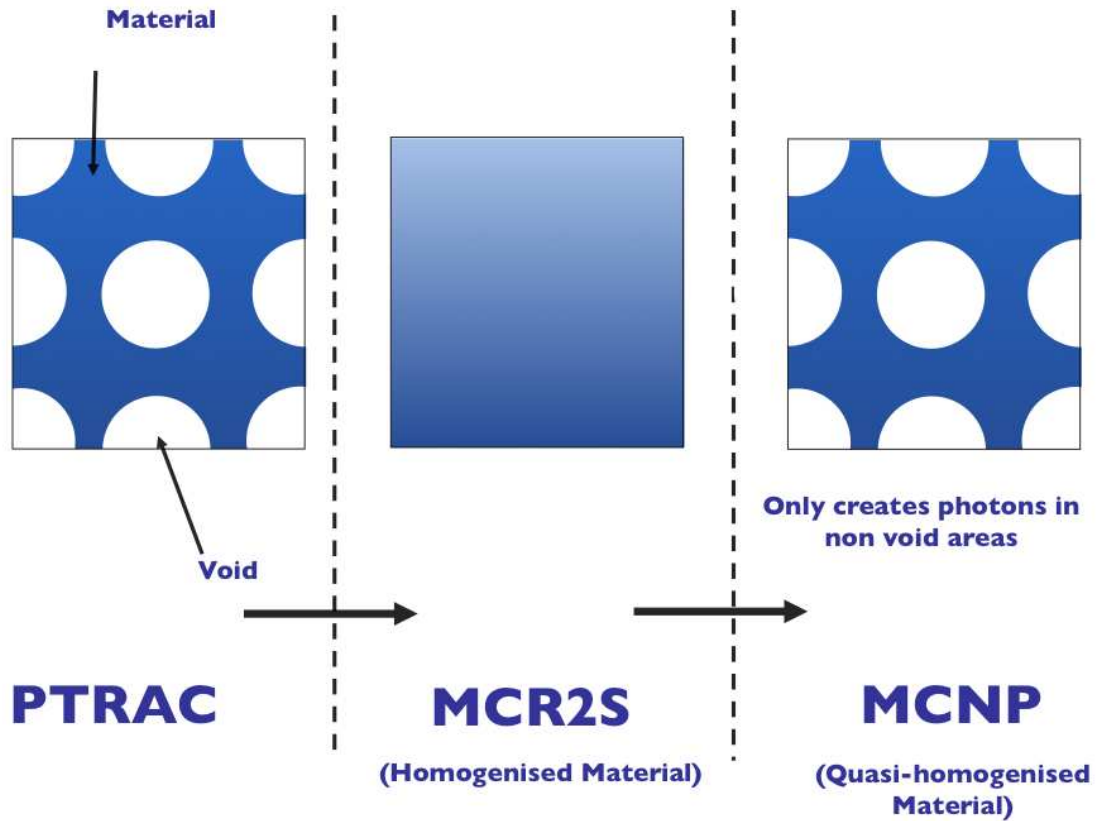 Material
Void
Only creates photons in
non void areas
PTRAC
MCR2S
MCNP
(Homogenised Material)
(Quasi-homogenised
Material)